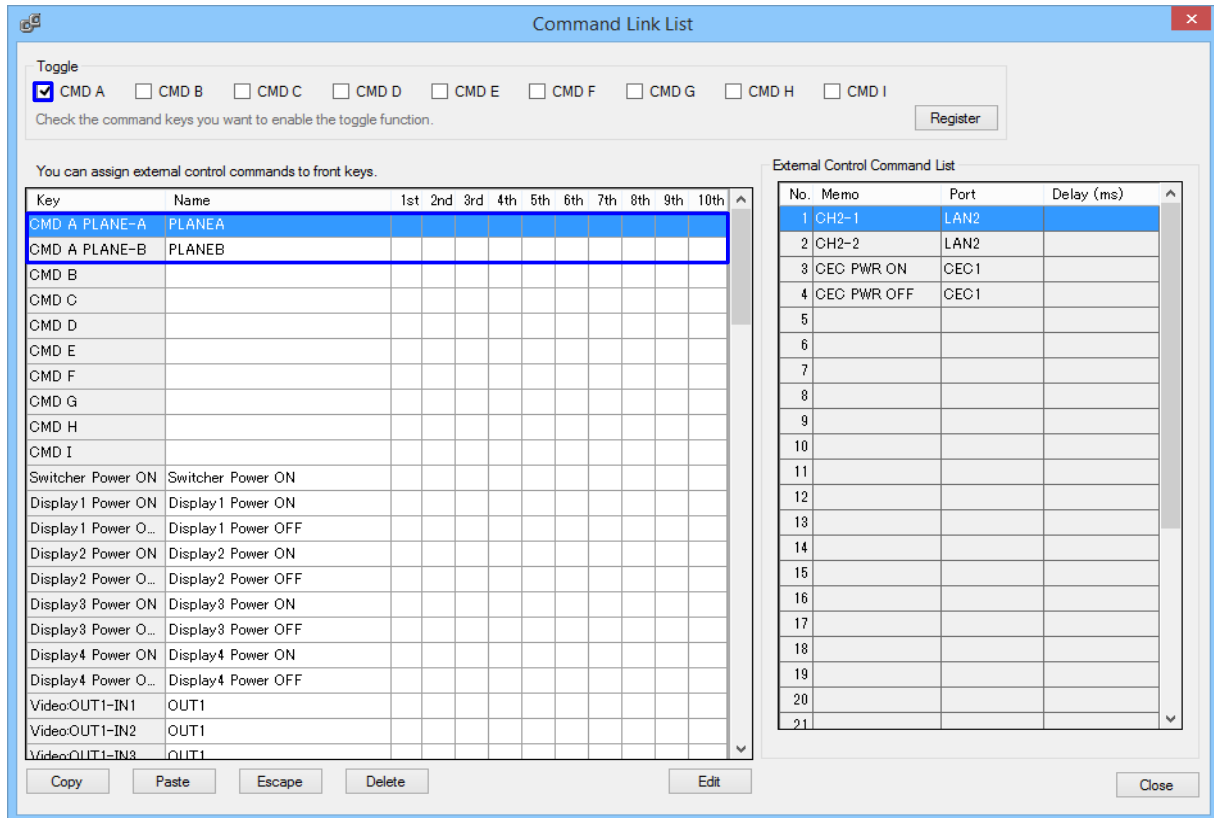 Command Link List
Toggle
CMD A CMD B CMD C CMD D CMD E CMD F CMD G CMD H CMD I
Check the command keys you want to enable the toggle function.
Register
You can assign external control commands to front keys.
Key Name 1st 2nd 3rd 4th 5th 6th 7th 8th 9th 10th
CMD A PLANE-A PLANEA
CMD A PLANE-B PLANEB
CMD B
CMD C
CMD D
CMD E
CMD F
CMD G
CMD H
CMD I
Switcher Power ON Switcher Power ON
Display1 Power ON Display1 Power ON
Display1 Power O... Display1 Power OFF
Display2 Power ON Display2 Power ON
Display2 Power O... Display2 Power OFF
Display3 Power ON Display3 Power ON
Display3 Power O... Display3 Power OFF
Display4 Power ON Display4 Power ON
Display4 Power O... Display4 Power OFF
Video:OUT1-IN1 OUT1
Video:OUT1-IN2 OUT1
Video:OUT1-IN3 OUT1
Copy Paste Escape Delete Edit
External Control Command List
No. Memo Port Delay (ms)
1 CH2-1 LAN2
2 CH2-2 LAN2
3 CEC PWR ON CEC1
4 CEC PWR OFF CEC1
5
6
7
8
9
10
11
12
13
14
15
16
17
18
19
20
21
Close